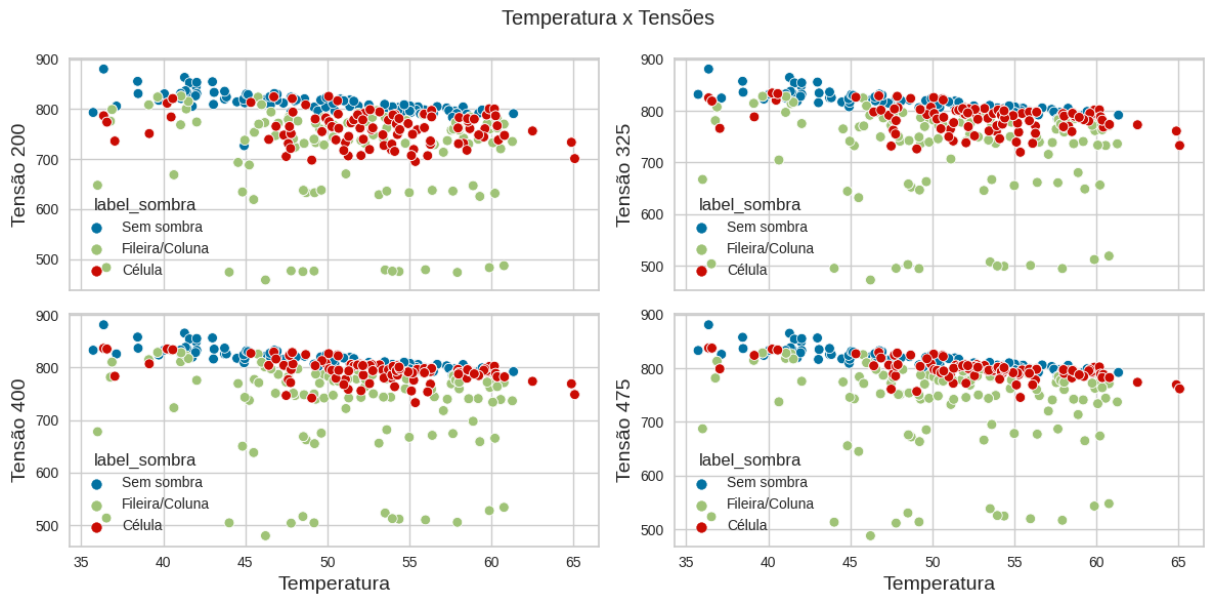 Temperatura x Tensões
900
800
700
600
500
Tensão 200
label_sombra
Sem sombra
Fileira/Coluna
Célula
900
800
700
600
500
Tensão 325
label_sombra
Sem sombra
Fileira/Coluna
Célula
900
800
700
600
500
Tensão 400
label_sombra
Sem sombra
Fileira/Coluna
Célula
35 40 45 50 55 60 65
Temperatura
900
800
700
600
500
Tensão 475
label_sombra
Sem sombra
Fileira/Coluna
Célula
35 40 45 50 55 60 65
Temperatura